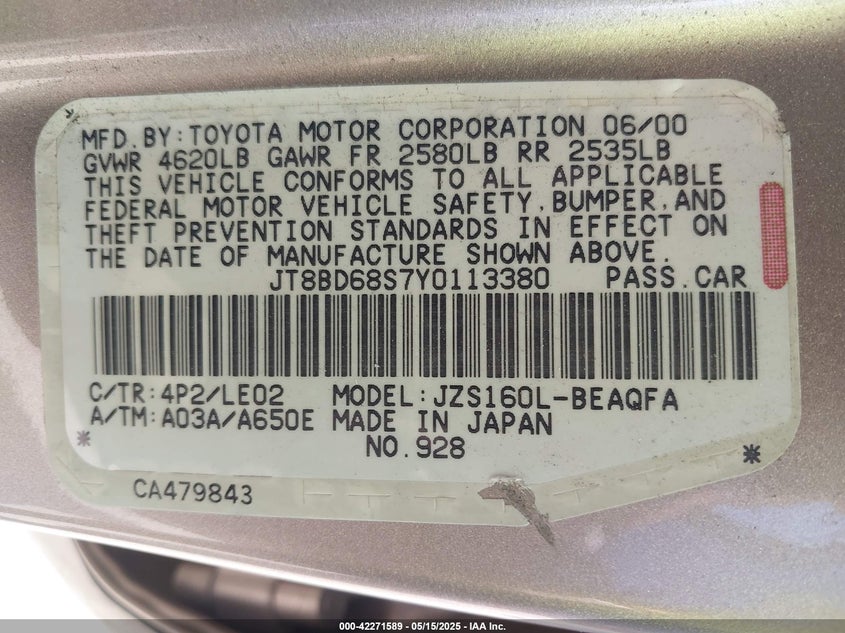 MFD.BY:TOYOTA MOTOR CORPORATION 06/00
GVWR 4620LB GAWR FR 2580LB RR 2535LB
THIS VEHICLE CONFORMS TO ALL APPLICABLE
FEDERAL MOTOR VEHICLE SAFETY,BUMPER,AND
THEFT PREVENTION STANDARDS IN EFFECT ON
THE DATE OF MANUFACTURE SHOWN ABOVE.
JT8BD68S7Y0113380 PASS.CAR
C/TR:4P2/LE02 MODEL:JZS160L-BEAQFA
A/TM:A03A/A650E MADE IN JAPAN
NO.928
CA479843
000-42271589 - 05/15/2025 - IAA Inc.